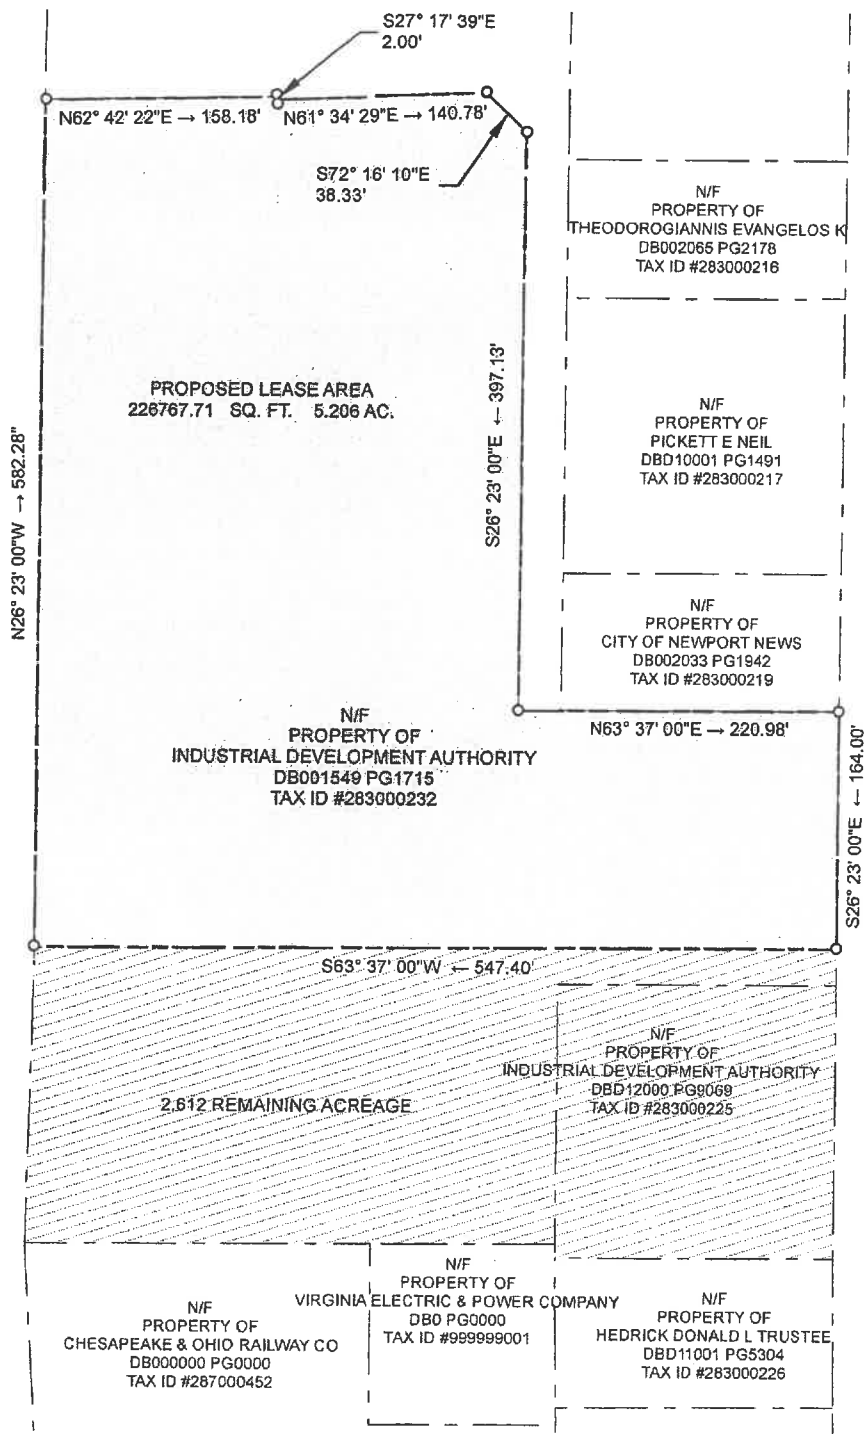 S27° 17' 39"E
2.00'
N62° 42' 22"E → 158.18'
N61° 34' 29"E → 140.78'
S72° 16' 10"E
38.33'
N/F
PROPERTY OF
THEODOROGIANNIS EVANGELOS K
DB002065 PG2178
TAX ID #283000216
PROPOSED LEASE AREA
226767.71 SQ. FT. 5.206 AC.
S26° 23' 00"E ← 397.13'
N/F
PROPERTY OF
PICKETT E NEIL
DBD10001 PG1491
TAX ID #283000217
N26° 23' 00"W → 582.28"
N/F
PROPERTY OF
CITY OF NEWPORT NEWS
DB002033 PG1942
TAX ID #283000219
N/F
PROPERTY OF
INDUSTRIAL DEVELOPMENT AUTHORITY
DB001549 PG1715
TAX ID #283000232
N63° 37' 00"E → 220.98'
S26° 23' 00"E ← 164.00'
S63° 37' 00"W ← 547.40'
N/F
PROPERTY OF
INDUSTRIAL DEVELOPMENT AUTHORITY
DBD12000 PG9069
TAX ID #283000225
2.612 REMAINING ACREAGE
N/F
PROPERTY OF
CHESAPEAKE & OHIO RAILWAY CO
DB000000 PG0000
TAX ID #287000452
N/F
PROPERTY OF
VIRGINIA ELECTRIC & POWER COMPANY
DB0 PG0000
TAX ID #999999001
N/F
PROPERTY OF
HEDRICK DONALD L TRUSTEE
DBD11001 PG5304
TAX ID #283000226